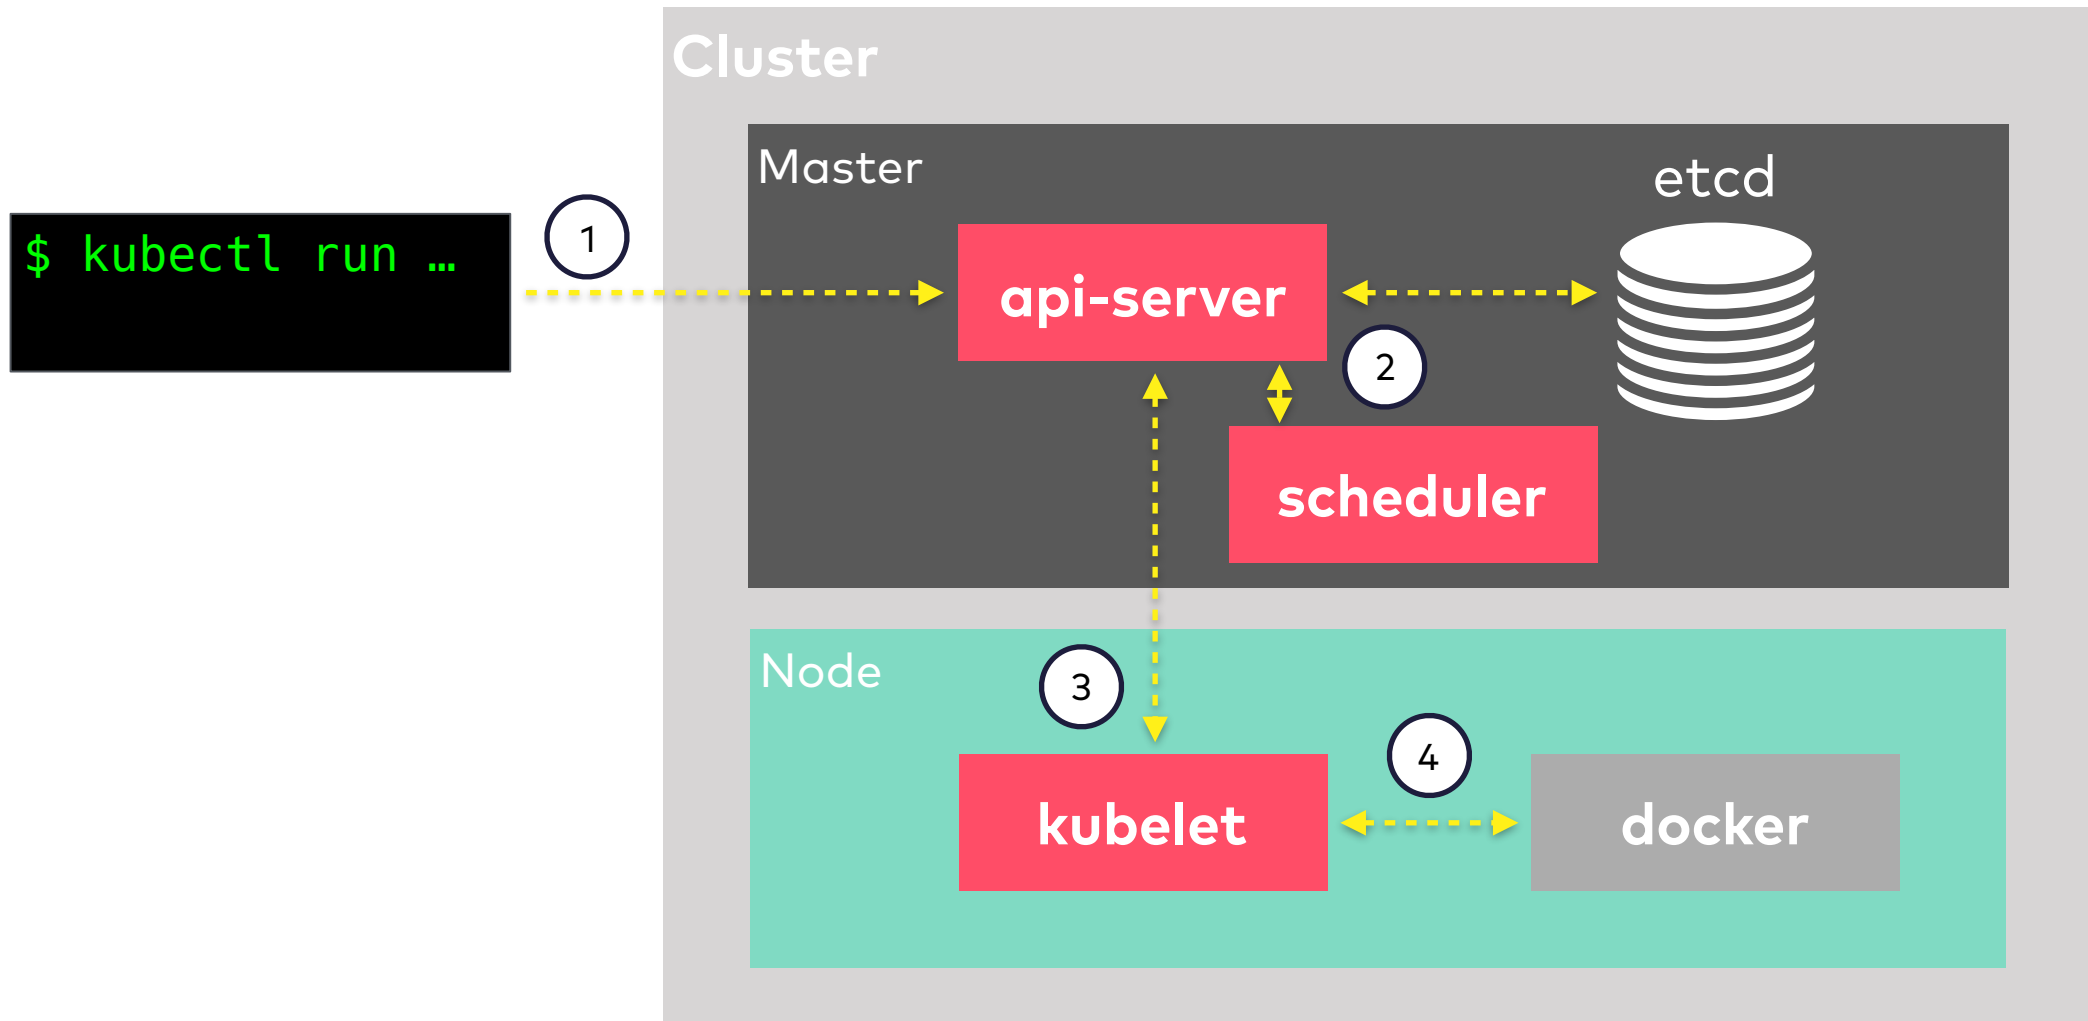 Cluster
Master
etcd
$ kubectl run …
1
api-server
2
scheduler
Node
3
4
kubelet
docker